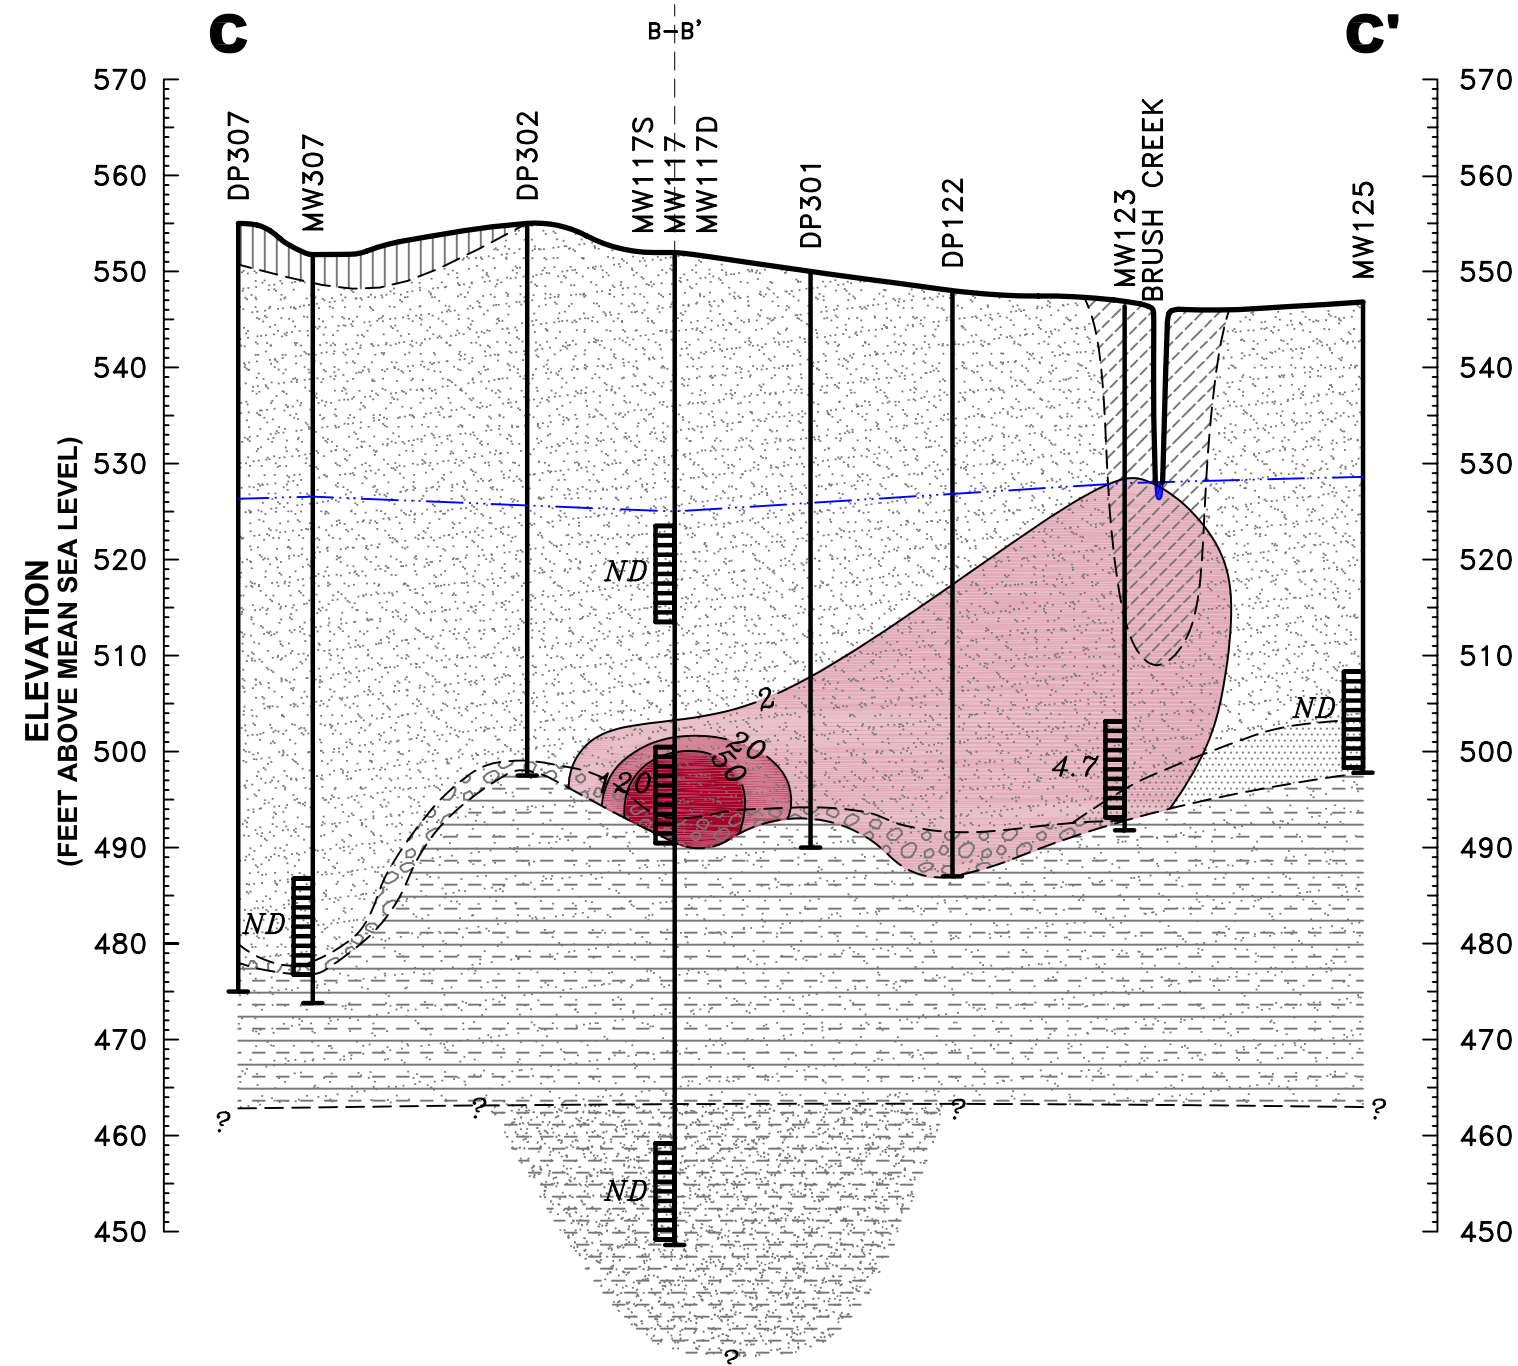 C
B-B'
C'
570
570
DP307
MW307
DP302
MW117S
MW117
MW117D
DP301
DP122
MW123
BRUSH CREEK
MW125
560
560
550
550
540
540
530
530
ND
520
520
510
510
2
ND
500
500
20
50
120
4.7
490
490
ND
480
480
470
470
?
?
?
?
460
460
ND
450
450
?
ELEVATION
(FEET ABOVE MEAN SEA LEVEL)